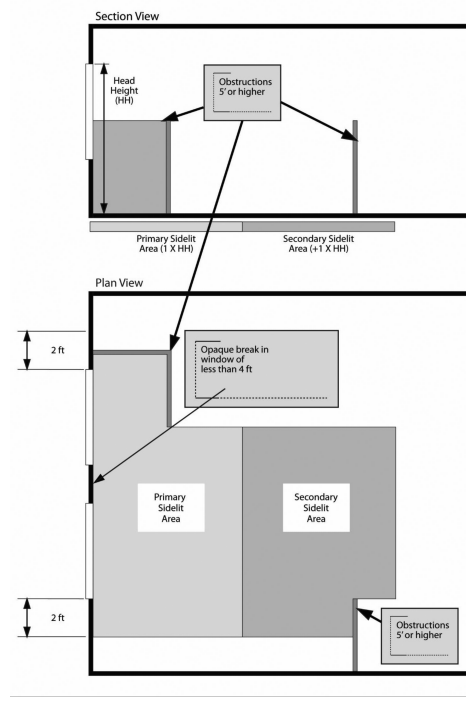 Section View
Head
Height
(HH)
Obstructions
5' or higher
Primary Sidelit
Area (1 X HH)
Secondary Sidelit
Area (+1 X HH)
Plan View
2 ft
Opaque break in
window of
less than 4 ft
Primary
Sidelit
Area
Secondary
Sidelit
Area
2 ft
Obstructions
5' or higher